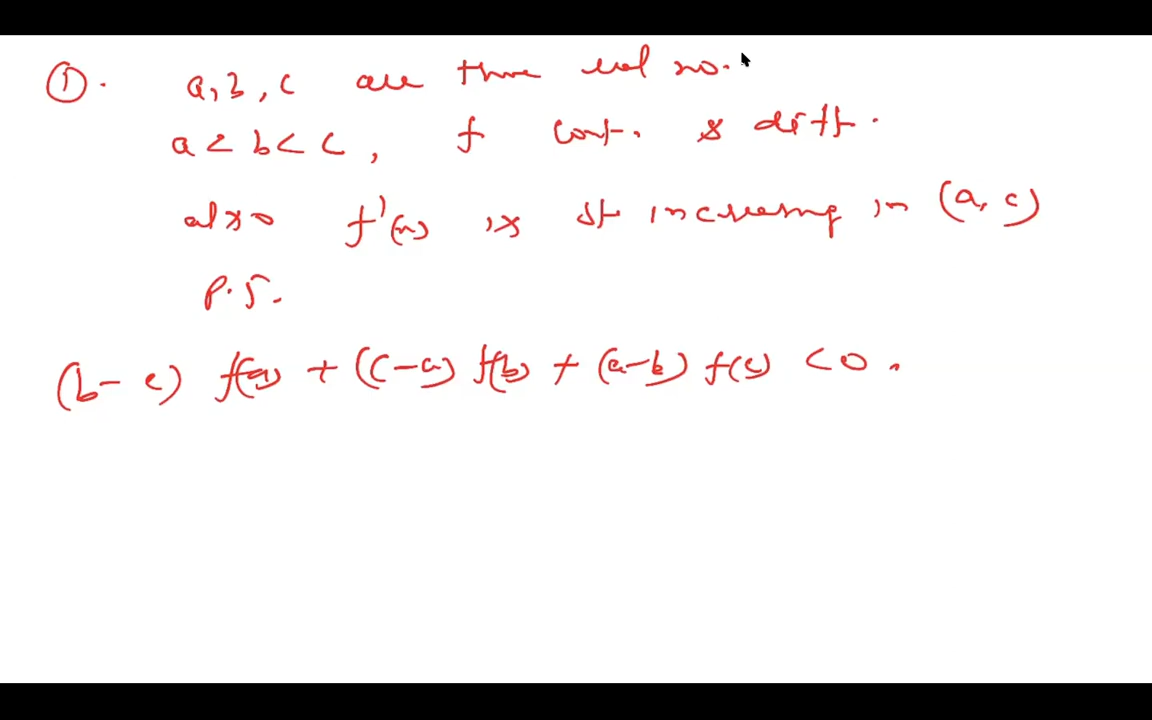 ①. a, b, c are three real no.
a < b < c, f cont. & diff.
also f'(x) is st increasing in (a, c)
P.T.
(b-c) f(a) + (c-a) f(b) + (a-b) f(c) < 0.